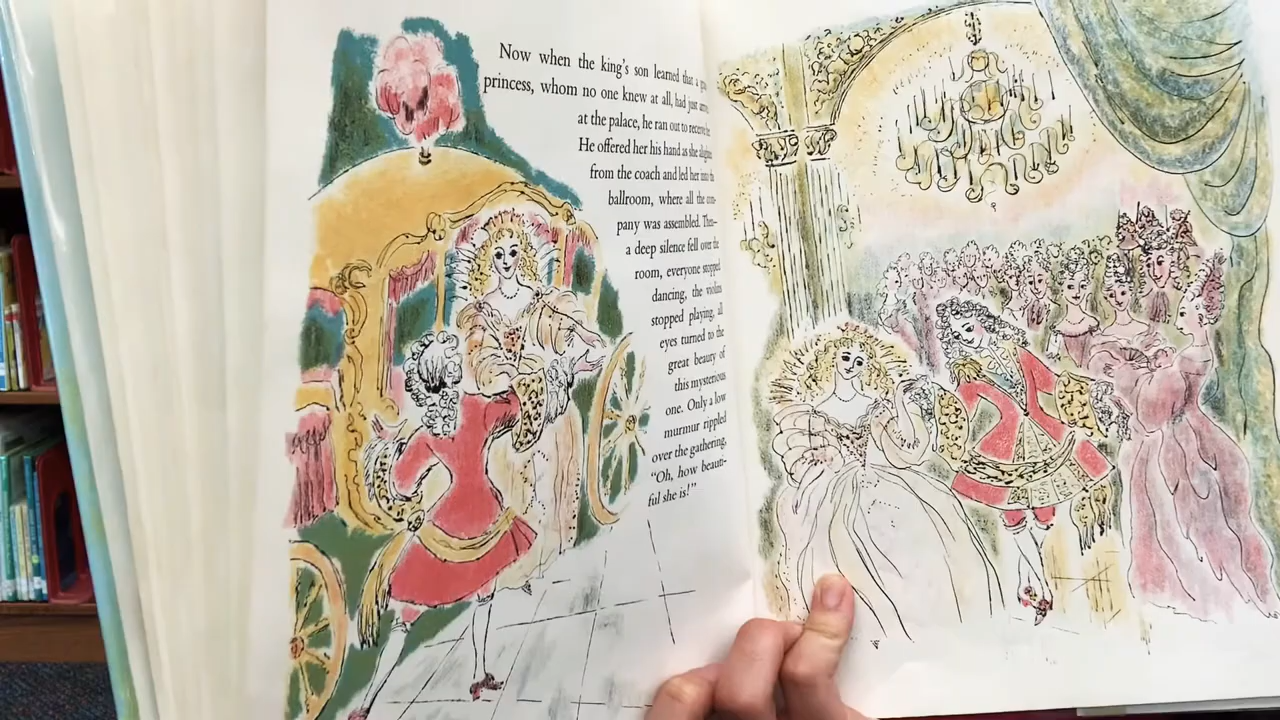 Now when the king's son learned that a
princess, whom no one knew at all, had just
at the palace, he ran out to receive
He offered her his hand as she
from the coach and led her into the
ballroom, where all the com-
pany was assembled. Then—
a deep silence fell over the
room, everyone stopped
dancing, the violins
stopped playing, all
eyes turned to the
great beauty of
this mysterious
one. Only a low
murmur rippled
over the gathering,
"Oh, how beauti-
ful she is!"